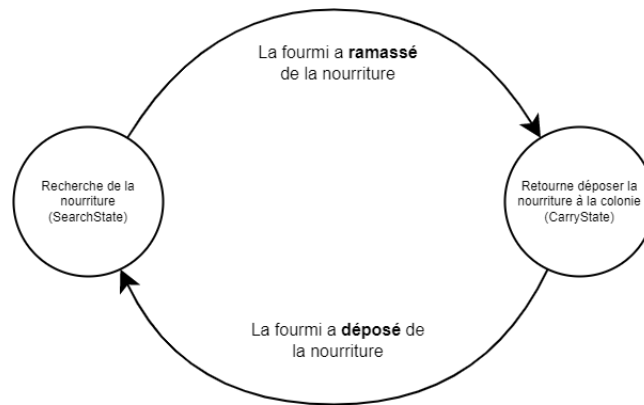 La fourmi a ramassé
de la nourriture
Recherche de la
nourriture
(SearchState)
Retourne déposer la
nourriture à la colonie
(CarryState)
La fourmi a déposé de
la nourriture